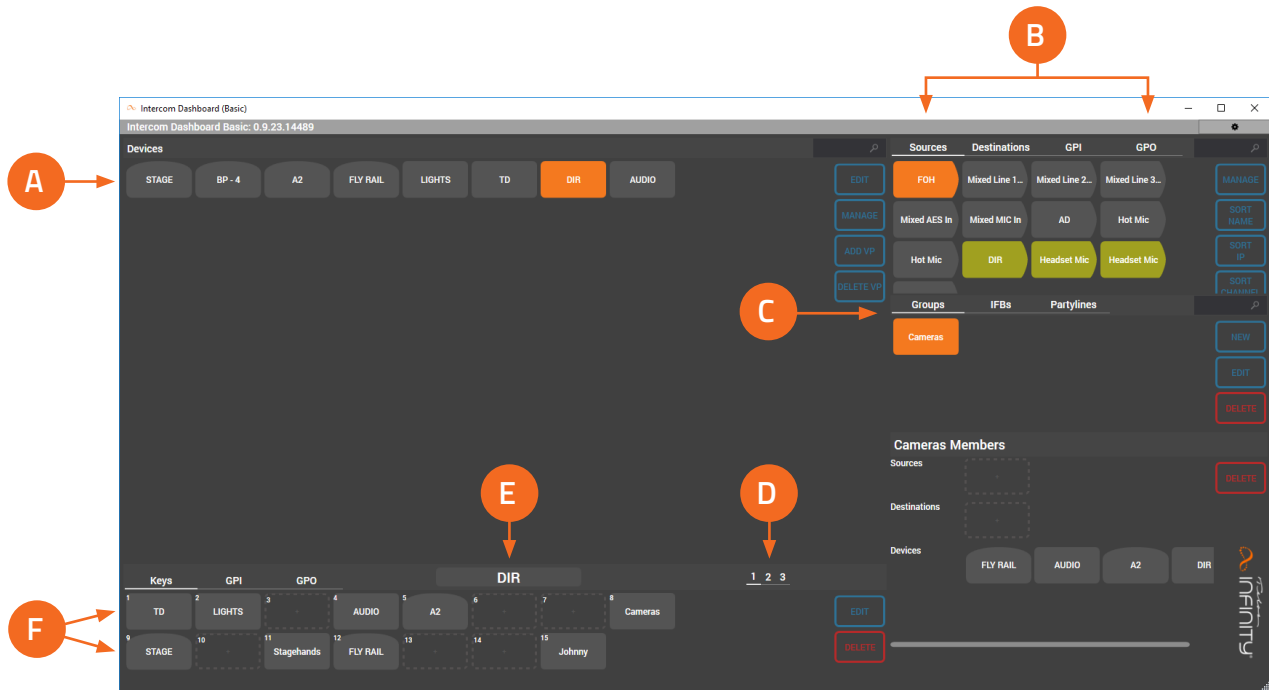 B
Intercom Dashboard (Basic)
Intercom Dashboard Basic: 0.9.23.14489
Devices
Sources Destinations GPI GPO
A
STAGE BP - 4 A2 FLY RAIL LIGHTS TD DIR AUDIO
EDIT
MANAGE
ADD VP
DELETE VP
FOH Mixed Line 1... Mixed Line 2... Mixed Line 3...
Mixed AES In Mixed MIC In AD Hot Mic
Hot Mic DIR Headset Mic Headset Mic
MANAGE
SORT
NAME
SORT
IP
SORT
CHANNEL
C
Groups IFBs Partylines
Cameras
NEW
EDIT
DELETE
Cameras Members
Sources
DELETE
Destinations
Devices
FLY RAIL AUDIO A2 DIR
E
D
Keys GPI GPO DIR 1 2 3
F
1 TD 2 LIGHTS 3 4 AUDIO 5 A2 6 7 8 Cameras
9 STAGE 10 11 Stagehands 12 FLY RAIL 13 14 15 Johnny
EDIT
DELETE
INFINITY